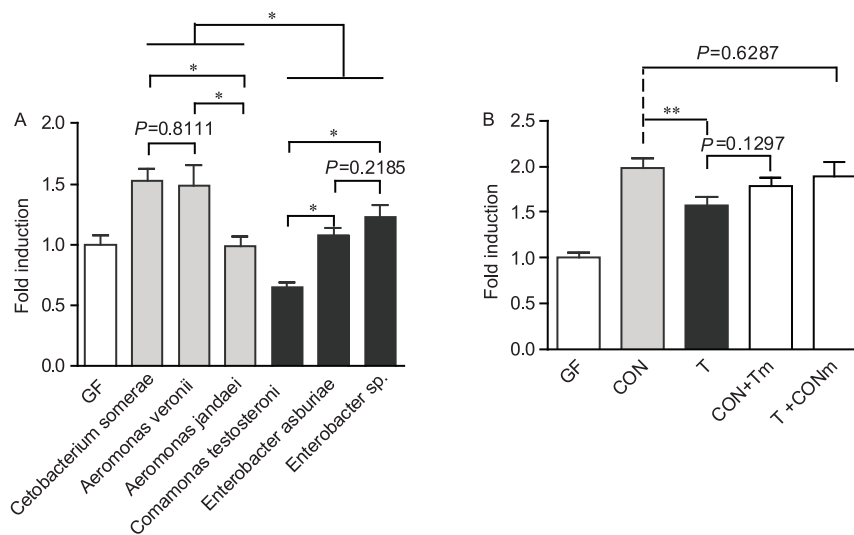 *
*
*
A
P=0.8111
*
P=0.2185
*
Fold induction
2.0
1.5
1.0
0.5
0.0
GF
Cetobacterium somerae
Aeromonas veronii
Aeromonas jandaei
Comamonas testosteroni
Enterobacter asburiae
Enterobacter sp.
P=0.6287
B
**
P=0.1297
Fold induction
2.5
2.0
1.5
1.0
0.5
0.0
GF
CON
T
CON+Tm
T +CONm